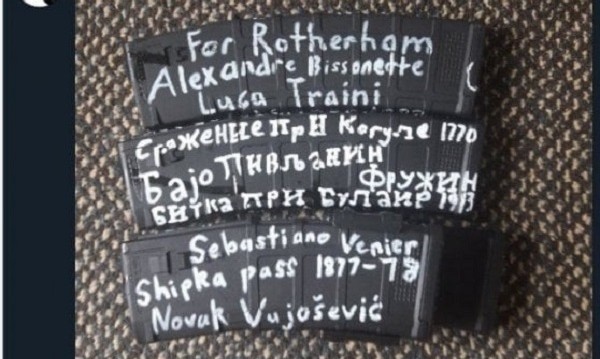 For Rotherham
Alexandre Bissonette
Luca Traini
Сражение при Кагуле 1770
Бајо Пивљанин
Фружин
Битка при Булаир 1913
Sebastiano Venier
Shipka pass 1877-78
Novak Vujošević